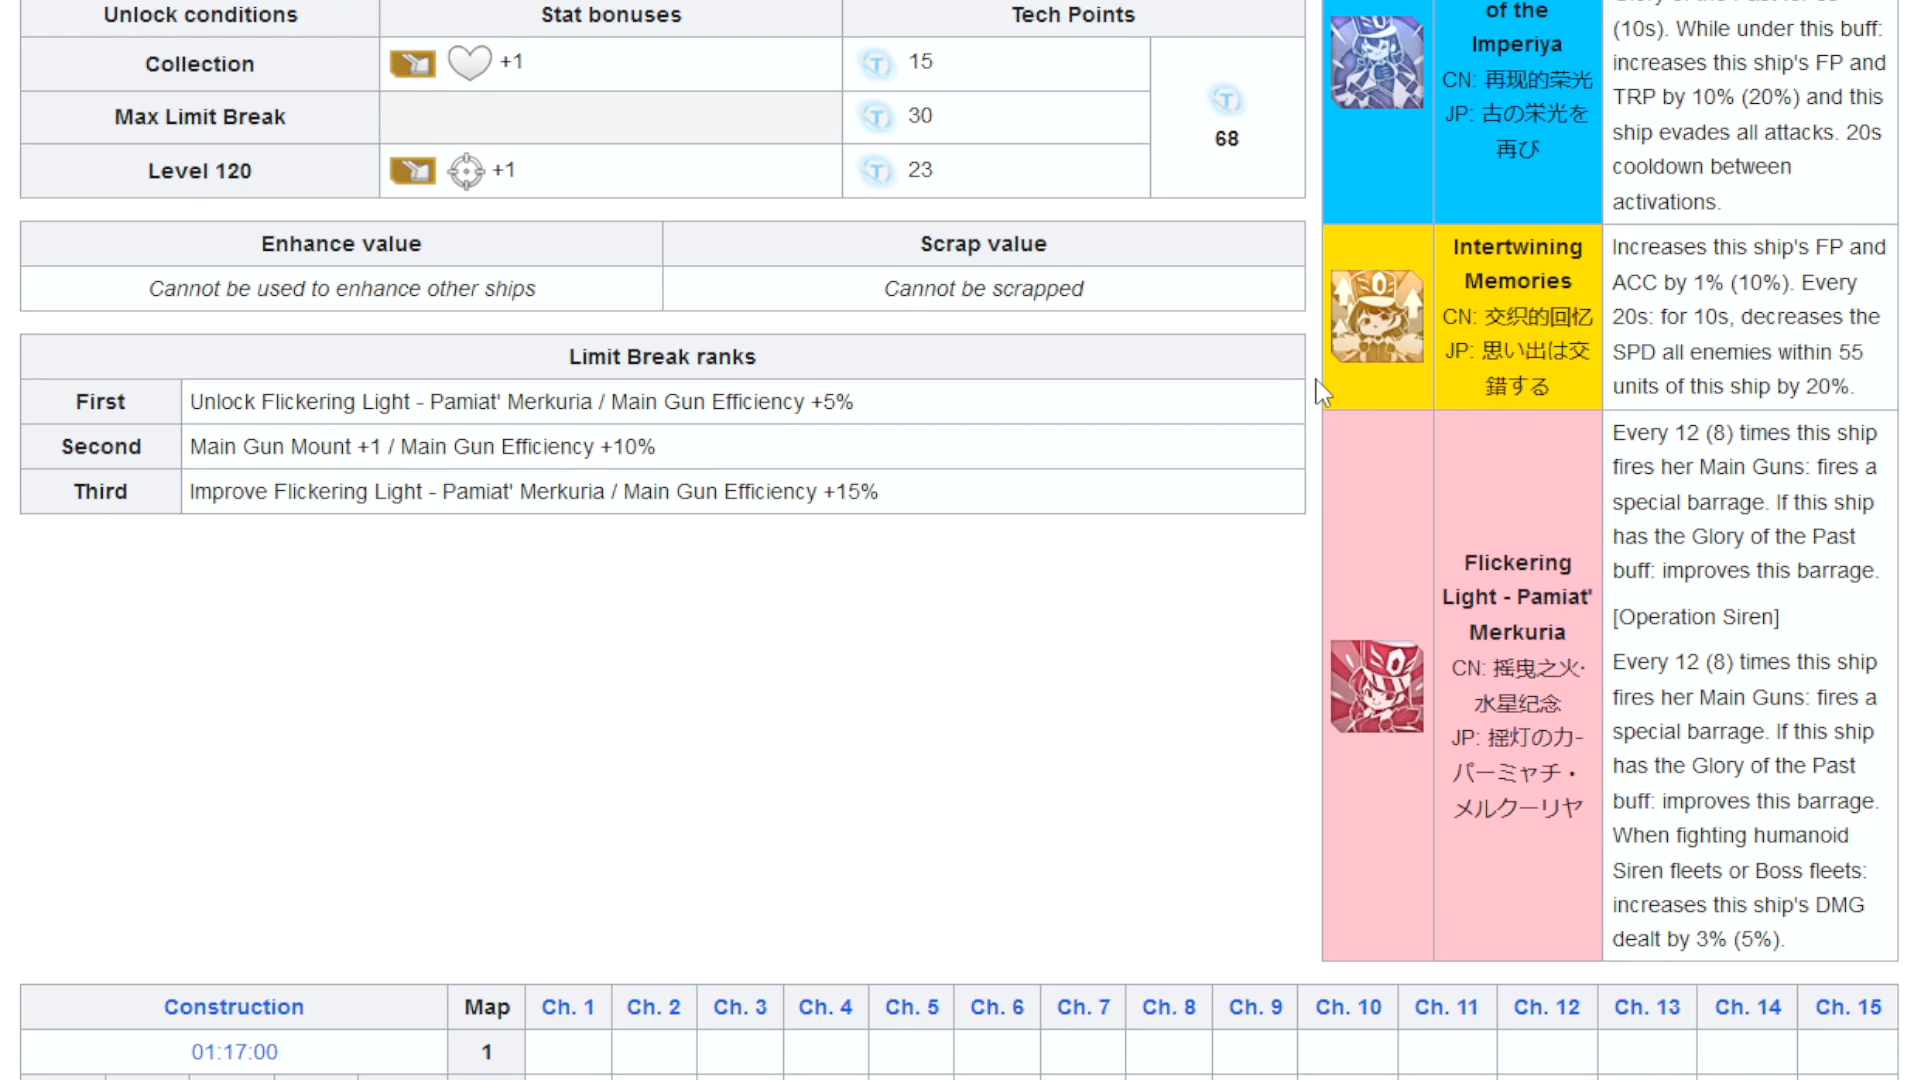 Unlock conditions Stat bonuses Tech Points
Collection +1 15
Max Limit Break 30
68
Level 120 +1 23
Enhance value Scrap value
Cannot be used to enhance other ships Cannot be scrapped
Limit Break ranks
First Unlock Flickering Light - Pamiat' Merkuria / Main Gun Efficiency +5%
Second Main Gun Mount +1 / Main Gun Efficiency +10%
Third Improve Flickering Light - Pamiat' Merkuria / Main Gun Efficiency +15%
of the
Imperiya
CN: 再现的荣光
JP: 古の栄光を
再び
(10s). While under this buff:
increases this ship's FP and
TRP by 10% (20%) and this
ship evades all attacks. 20s
cooldown between
activations.
Intertwining
Memories
CN: 交织的回忆
JP: 思い出は交
錯する
Increases this ship's FP and
ACC by 1% (10%). Every
20s: for 10s, decreases the
SPD all enemies within 55
units of this ship by 20%.
Flickering
Light - Pamiat'
Merkuria
CN: 摇曳之火·
水星纪念
JP: 揺灯の力-
パーミャチ・
メルクーリヤ
Every 12 (8) times this ship
fires her Main Guns: fires a
special barrage. If this ship
has the Glory of the Past
buff: improves this barrage.
[Operation Siren]
Every 12 (8) times this ship
fires her Main Guns: fires a
special barrage. If this ship
has the Glory of the Past
buff: improves this barrage.
When fighting humanoid
Siren fleets or Boss fleets:
increases this ship's DMG
dealt by 3% (5%).
Construction Map Ch. 1 Ch. 2 Ch. 3 Ch. 4 Ch. 5 Ch. 6 Ch. 7 Ch. 8 Ch. 9 Ch. 10 Ch. 11 Ch. 12 Ch. 13 Ch. 14 Ch. 15
01:17:00 1